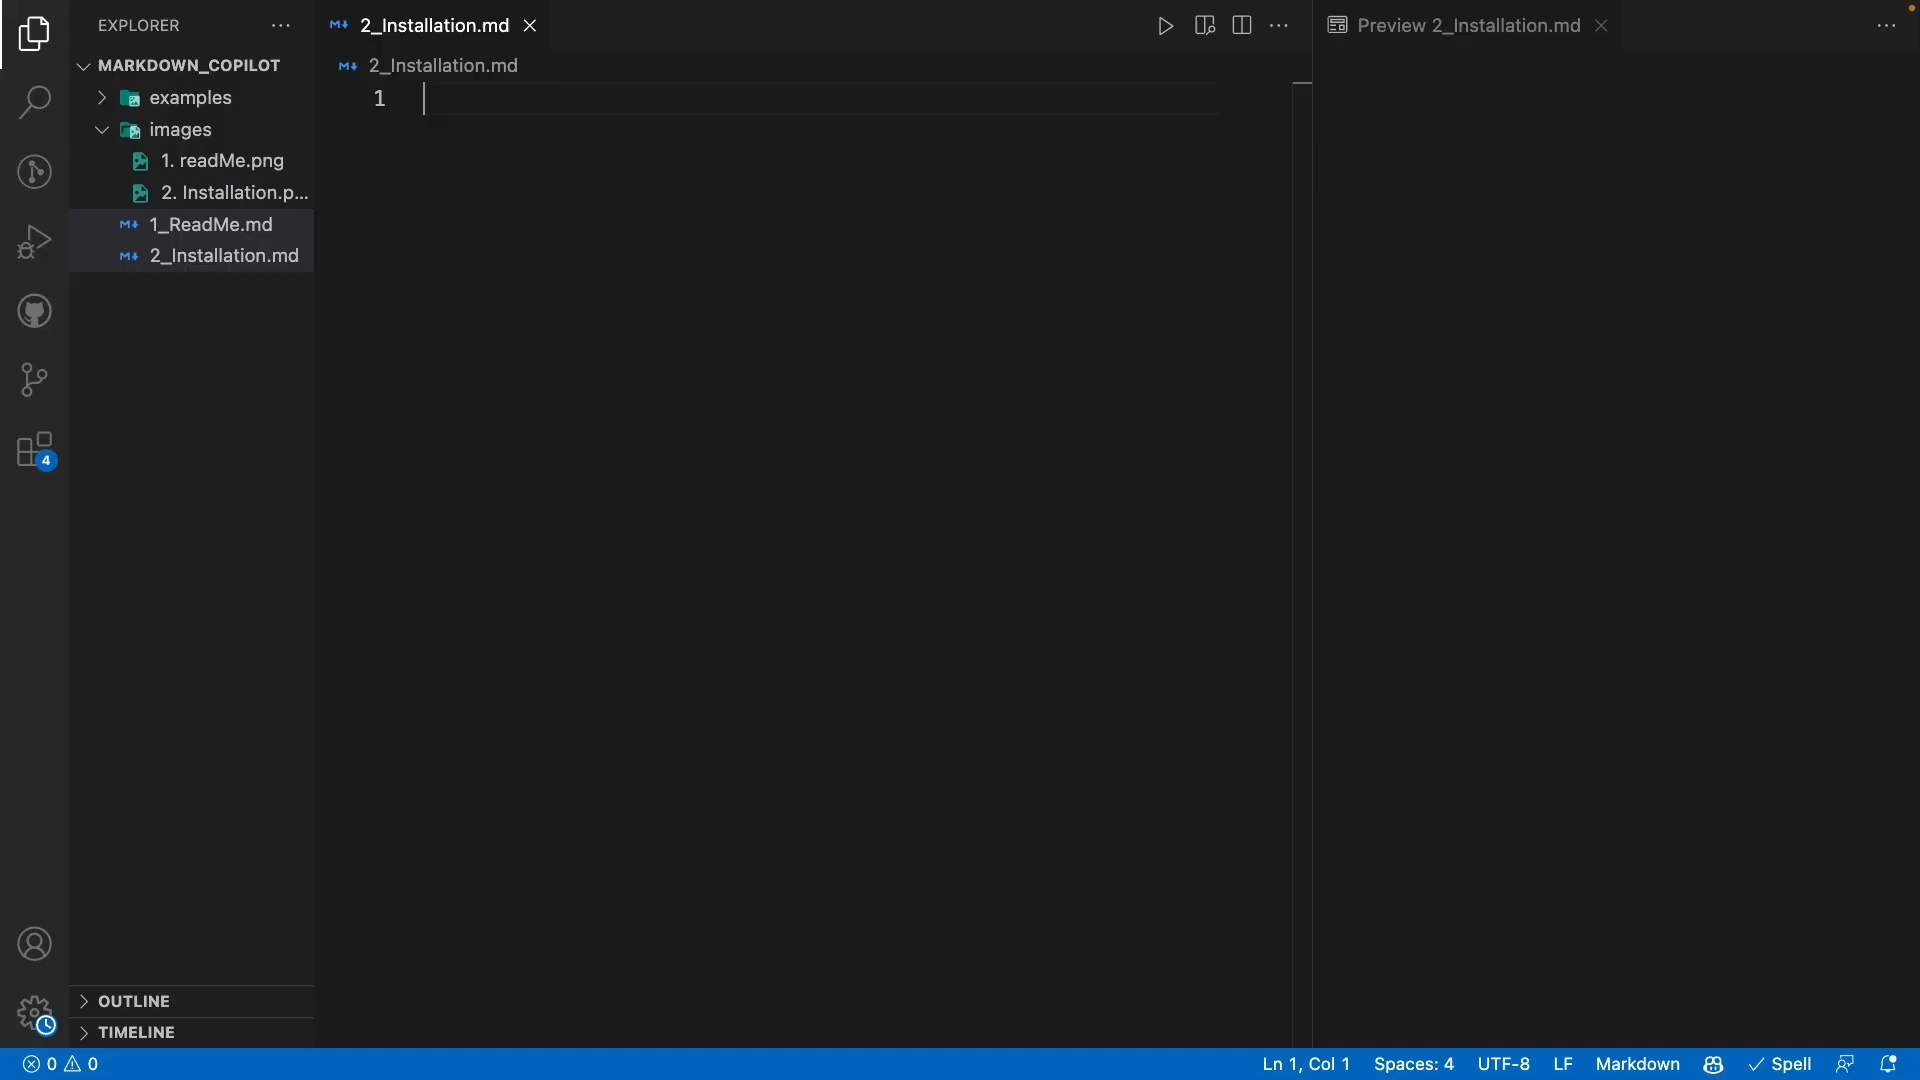 EXPLORER
MARKDOWN_COPILOT
examples
images
1. readMe.png
2. Installation.p...
1_ReadMe.md
2_Installation.md
4
OUTLINE
TIMELINE
2_Installation.md
2_Installation.md
1
Preview 2_Installation.md
0 0
Ln 1, Col 1 Spaces: 4 UTF-8 LF Markdown Spell